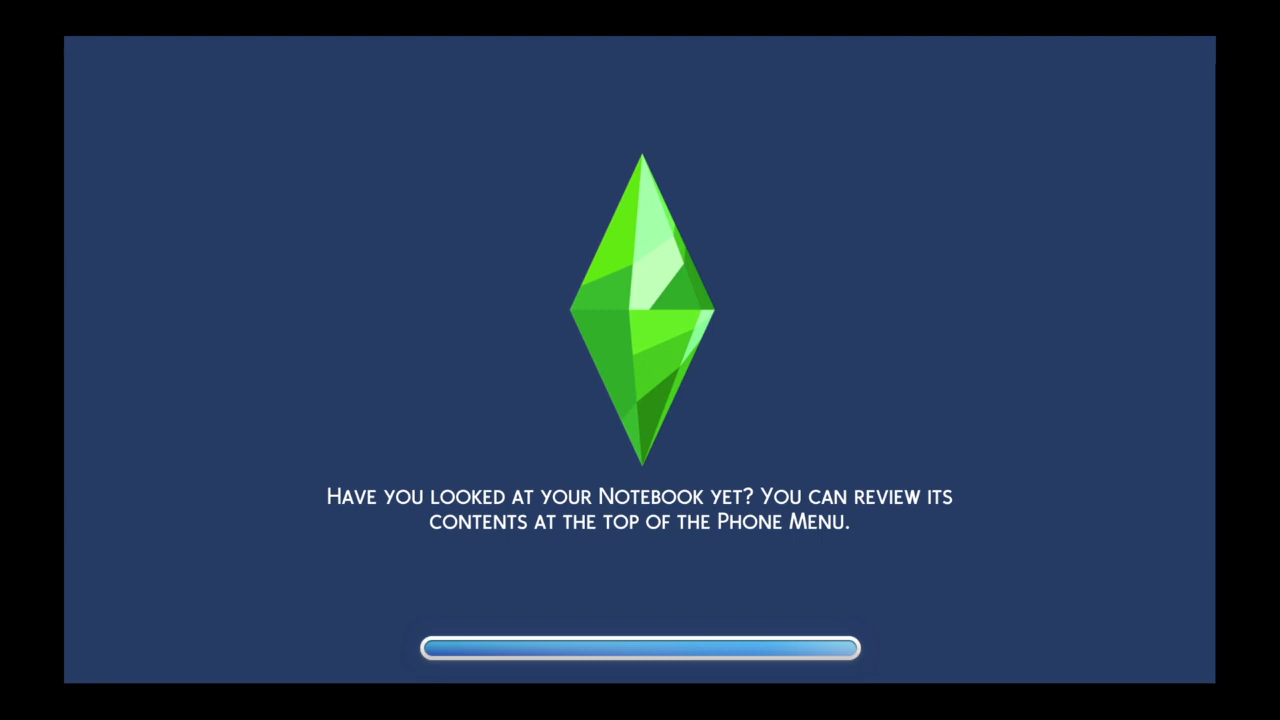 Have you looked at your Notebook yet? You can review its
contents at the top of the Phone Menu.